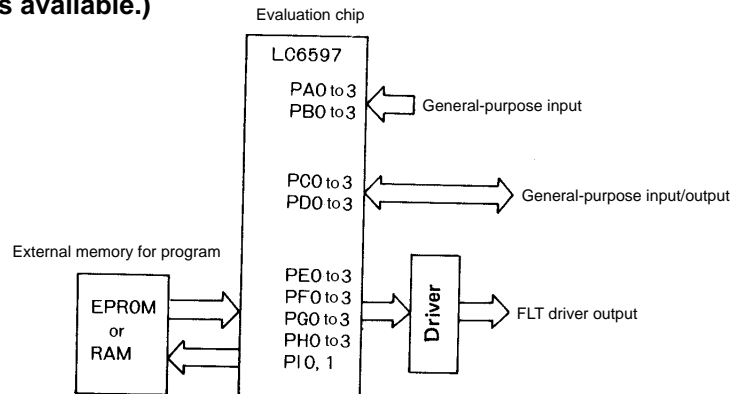 s available.)
Evaluation chip
LC6597
PA0 to 3
PB0 to 3
General-purpose input
PC0 to 3
PD0 to 3
General-purpose input/output
External memory for program
EPROM
or
RAM
PE0 to 3
PF0 to 3
PG0 to 3
PH0 to 3
PI0, 1
Driver
FLT driver output